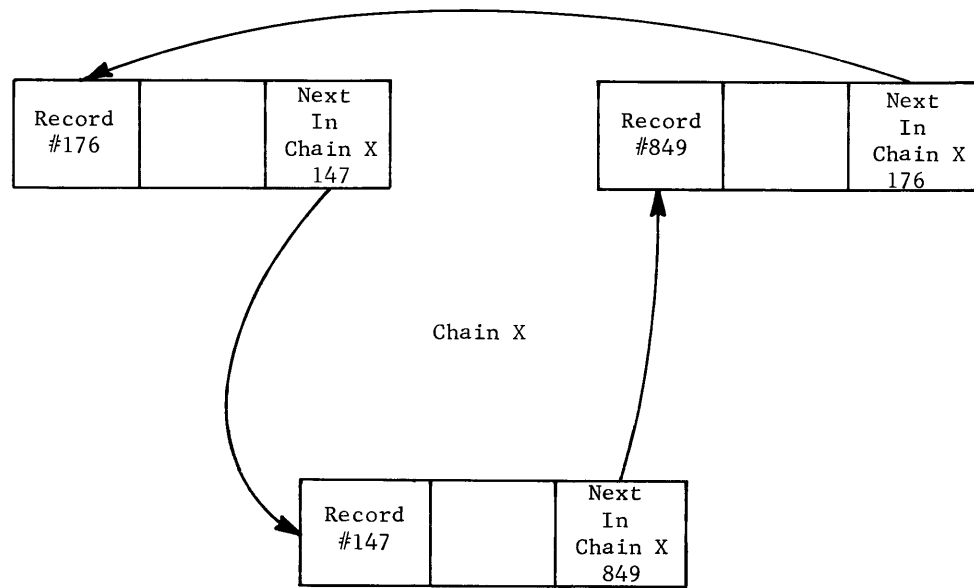 Record
#176
Next
In
Chain X
147
Record
#849
Next
In
Chain X
176
Chain X
Record
#147
Next
In
Chain X
849